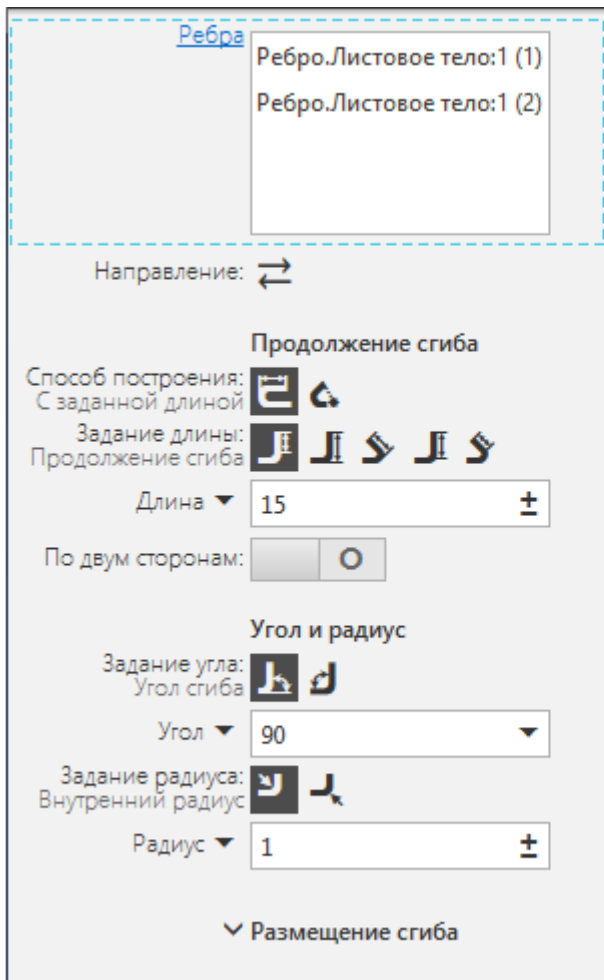 Ребра
Ребро.Листовое тело:1 (1)
Ребро.Листовое тело:1 (2)
Направление:
Продолжение сгиба
Способ построения:
С заданной длиной
Задание длины:
Продолжение сгиба
Длина
15
По двум сторонам:
Угол и радиус
Задание угла:
Угол сгиба
Угол
90
Задание радиуса:
Внутренний радиус
Радиус
1
Размещение сгиба